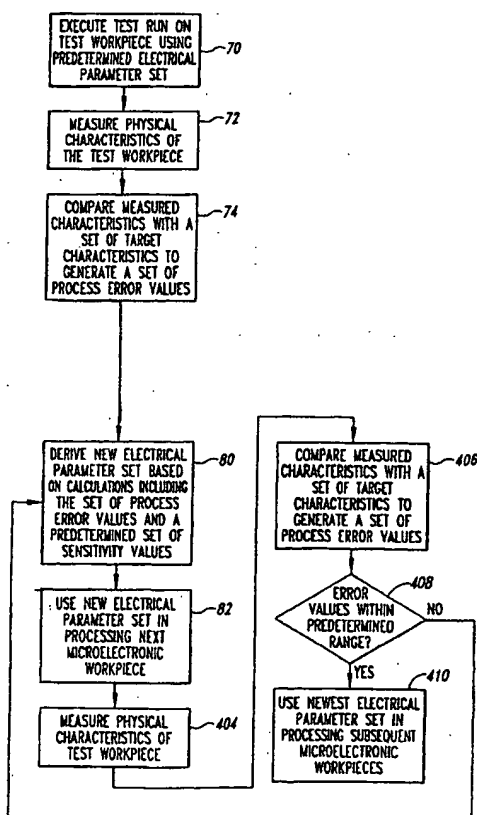 EXECUTE TEST RUN ON
TEST WORKPIECE USING
PREDETERMINED ELECTRICAL
PARAMETER SET
70
MEASURE PHYSICAL
CHARACTERISTICS OF
THE TEST WORKPIECE
72
COMPARE MEASURED
CHARACTERISTICS WITH A
SET OF TARGET
CHARACTERISTICS TO
GENERATE A SET OF
PROCESS ERROR VALUES
74
DERIVE NEW ELECTRICAL
PARAMETER SET BASED
ON CALCULATIONS INCLUDING
THE SET OF PROCESS
ERROR VALUES AND A
PREDETERMINED SET OF
SENSITIVITY VALUES
80
USE NEW ELECTRICAL
PARAMETER SET IN
PROCESSING NEXT
MICROELECTRONIC
WORKPIECE
82
MEASURE PHYSICAL
CHARACTERISTICS OF
TEST WORKPIECE
404
COMPARE MEASURED
CHARACTERISTICS WITH A
SET OF TARGET
CHARACTERISTICS TO
GENERATE A SET OF
PROCESS ERROR VALUES
406
ERROR
VALUES WITHIN
PREDETERMINED
RANGE?
408
NO
YES
USE NEWEST ELECTRICAL
PARAMETER SET IN
PROCESSING SUBSEQUENT
MICROELECTRONIC
WORKPIECES
410